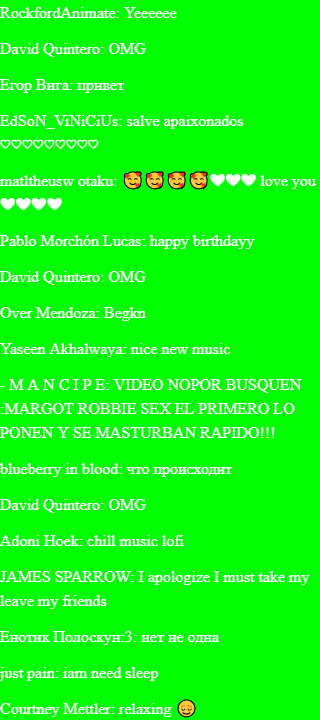 RockfordAnimate: Yeeeeee
David Quintero: OMG
Егор Вига: привет
EdSoN_ViNiCiUs: salve apaixonados
♡♡♡♡♡♡♡♡♡
matltheusw otaku: 🥰🥰🥰🥰🤍🤍🤍 love you
🤍🤍🤍🤍
Pablo Morchón Lucas: happy birthdayy
David Quintero: OMG
Over Mendoza: Begkn
Yaseen Akhalwaya: nice new music
- M A N C I P E: VIDEO NOPOR BUSQUEN
:MARGOT ROBBIE SEX EL PRIMERO LO
PONEN Y SE MASTURBAN RAPIDO!!!
blueberry in blood: что происходит
David Quintero: OMG
Adoni Hoek: chill music lofi
JAMES SPARROW: I apologize I must take my
leave my friends
Енотик Полоскун:3: нет не одна
just pain: iam need sleep
Courtney Mettler: relaxing 😌